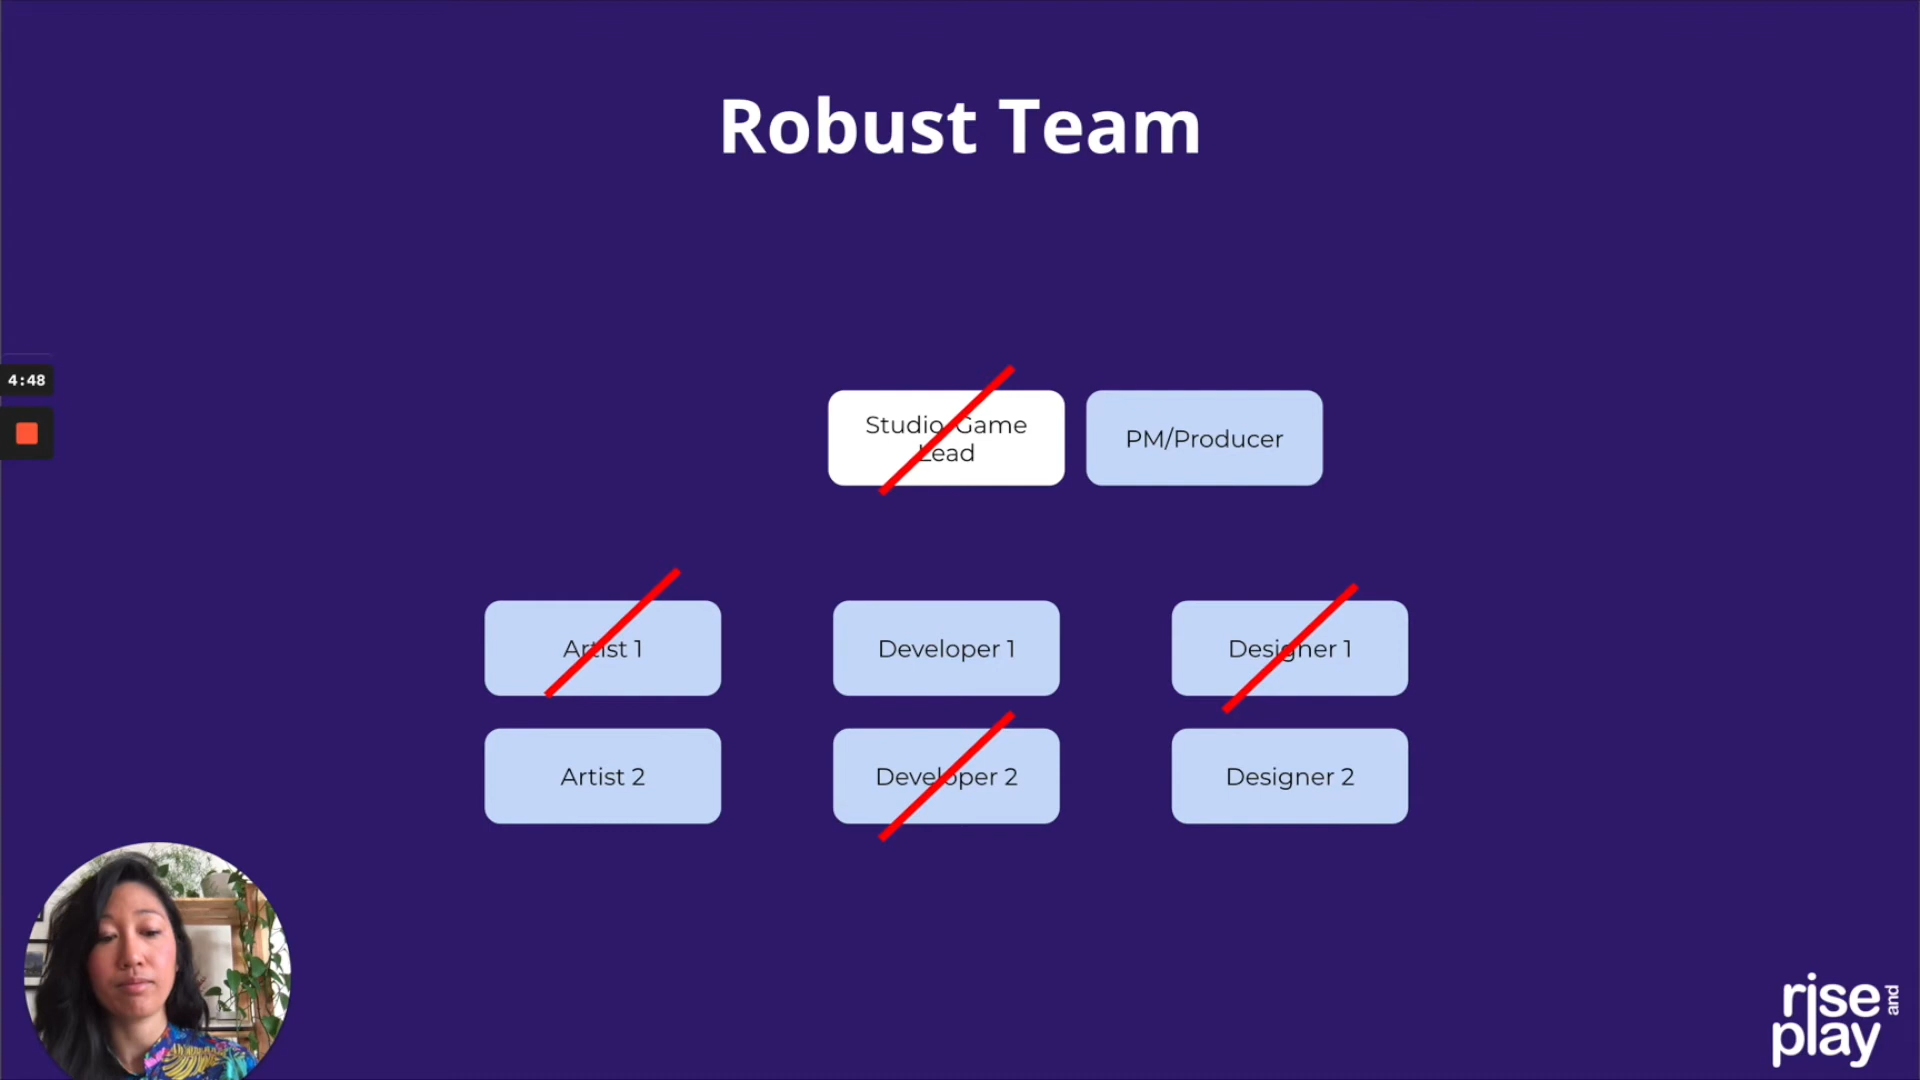 Robust Team
4:48
Studio/Game
Lead
PM/Producer
Artist 1
Developer 1
Designer 1
Artist 2
Developer 2
Designer 2
rise and
play